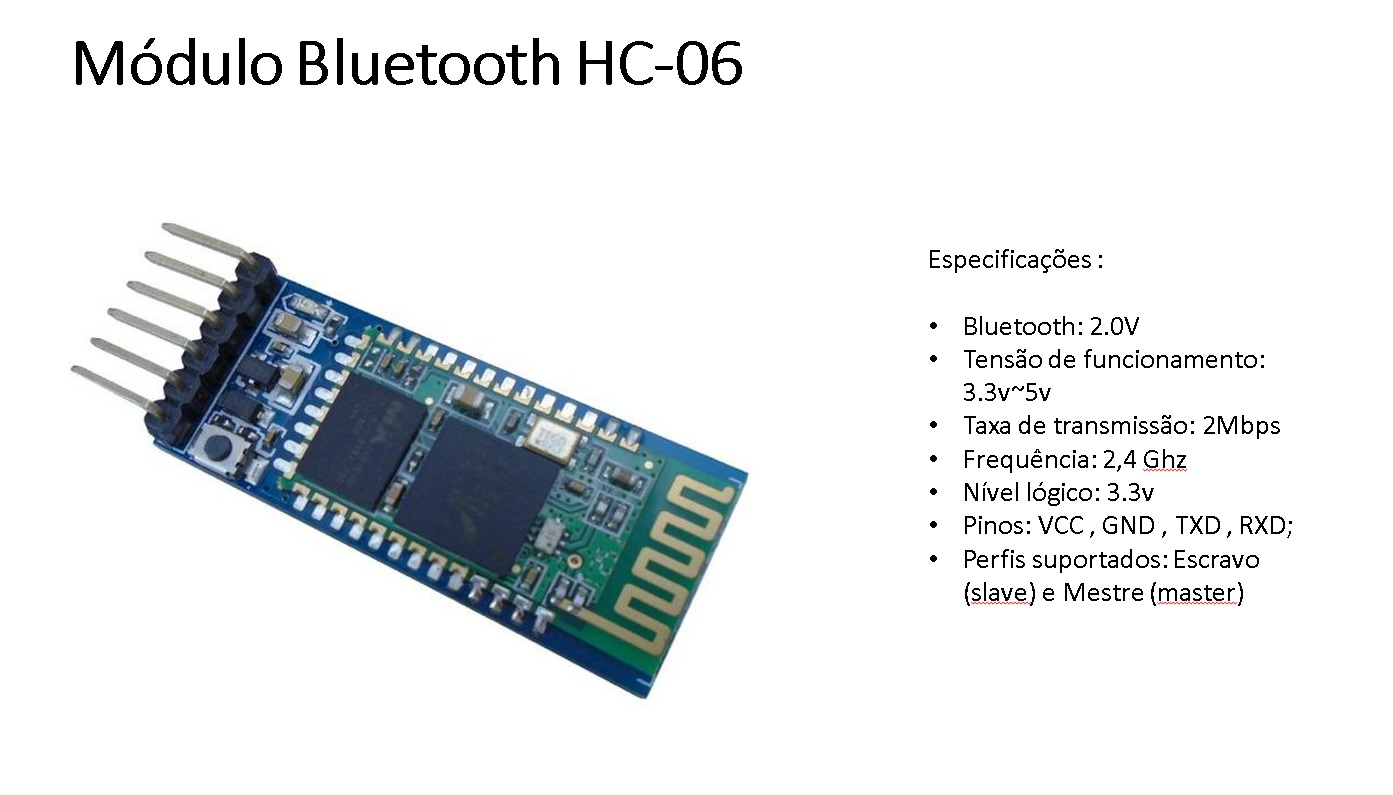 Módulo Bluetooth HC-06
Especificações :
• Bluetooth: 2.0V
• Tensão de funcionamento:
3.3v~5v
• Taxa de transmissão: 2Mbps
• Frequência: 2,4 Ghz
• Nível lógico: 3.3v
• Pinos: VCC , GND , TXD , RXD;
• Perfis suportados: Escravo
(slave) e Mestre (master)